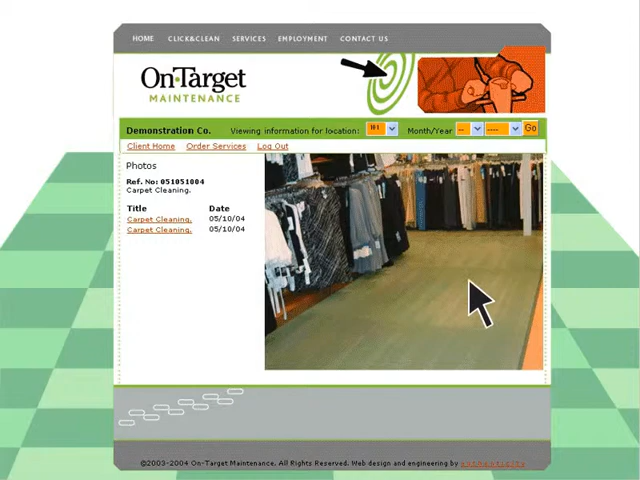 HOME CLICK&CLEAN SERVICES EMPLOYMENT CONTACT US
On·Target
MAINTENANCE
Demonstration Co. Viewing information for location: 101 Month/Year -- ---- Go
Client Home Order Services Log Out
Photos
Ref. No: 051051004
Carpet Cleaning.
Title Date
Carpet Cleaning. 05/10/04
Carpet Cleaning. 05/10/04
©2003-2004 On-Target Maintenance. All Rights Reserved. Web design and engineering by